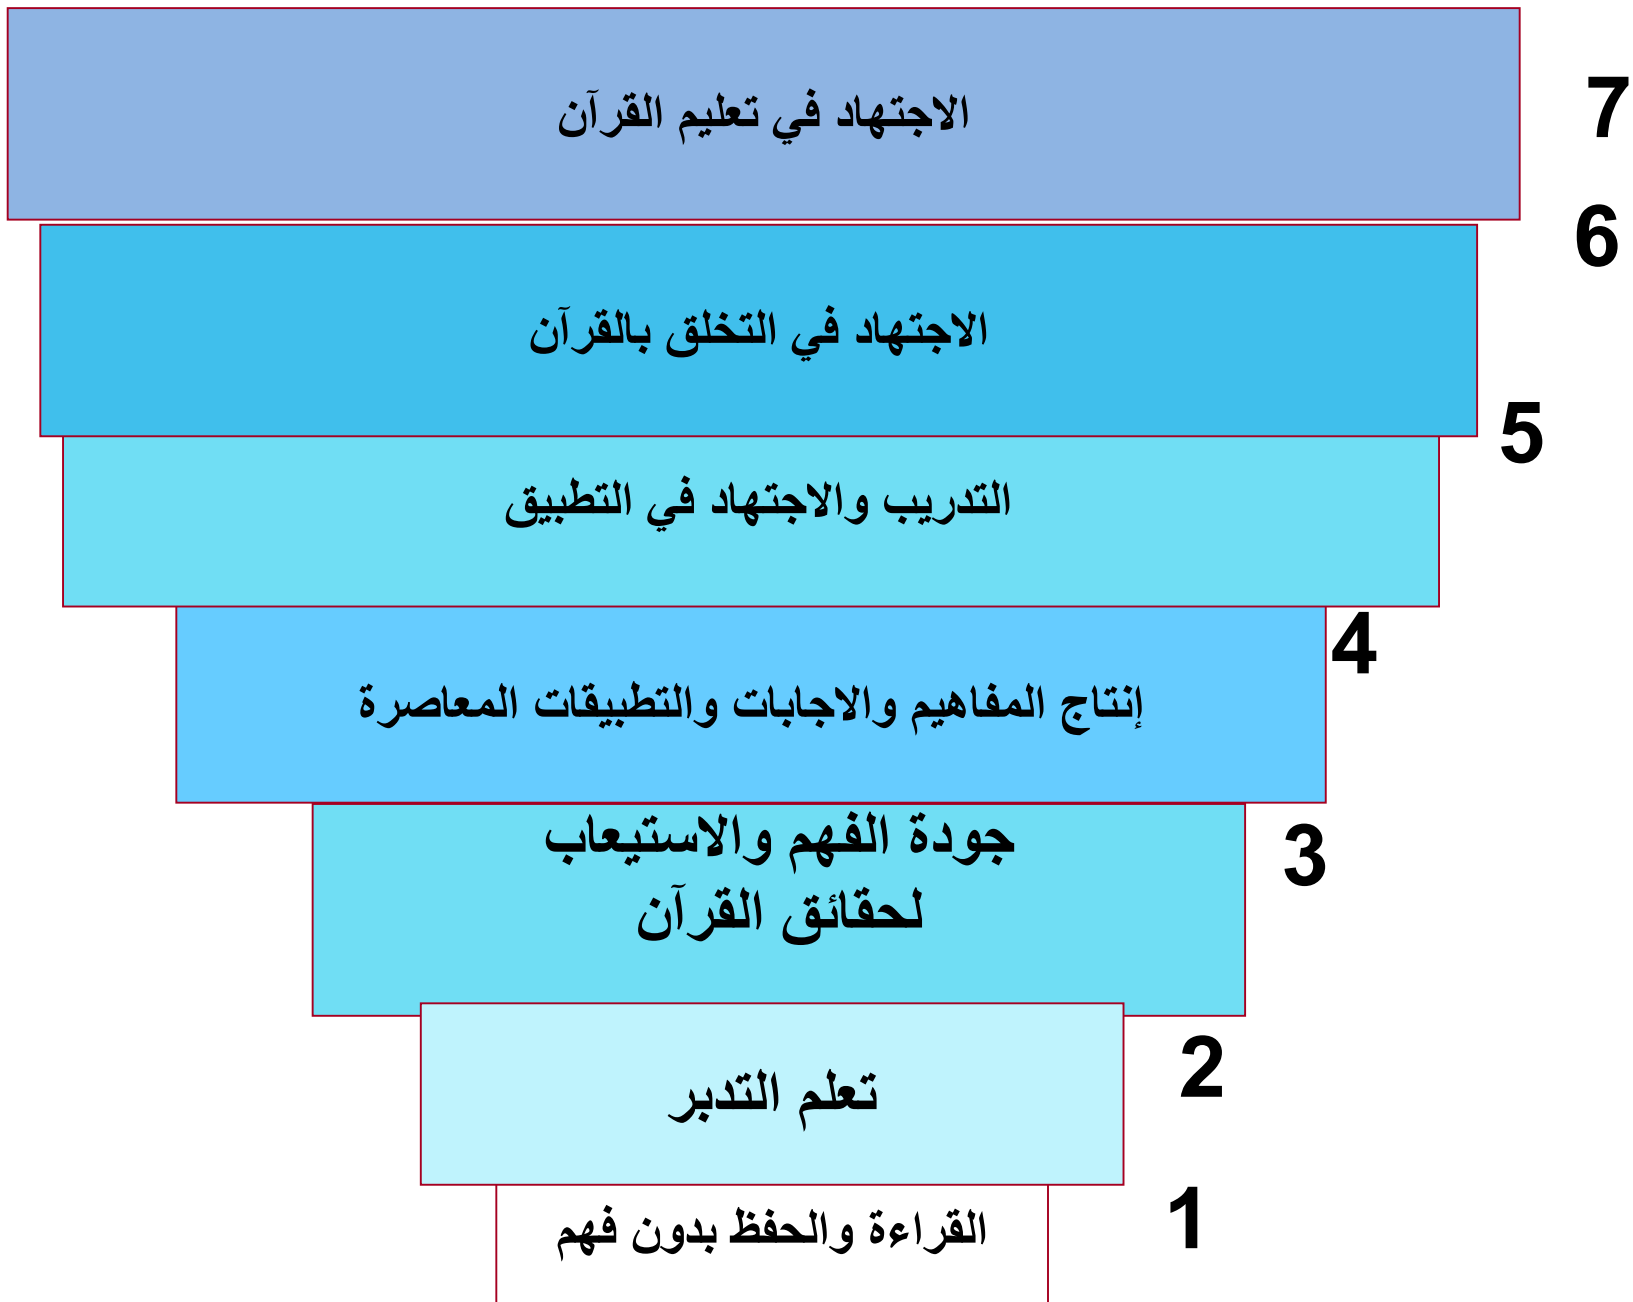 7
الاجتهاد في تعليم القرآن
6
الاجتهاد في التخلق بالقرآن
5
التدريب والاجتهاد في التطبيق
4
إنتاج المفاهيم والاجابات والتطبيقات المعاصرة
3
جودة الفهم والاستيعاب
لحقائق القرآن
2
تعلم التدبر
1
القراءة والحفظ بدون فهم